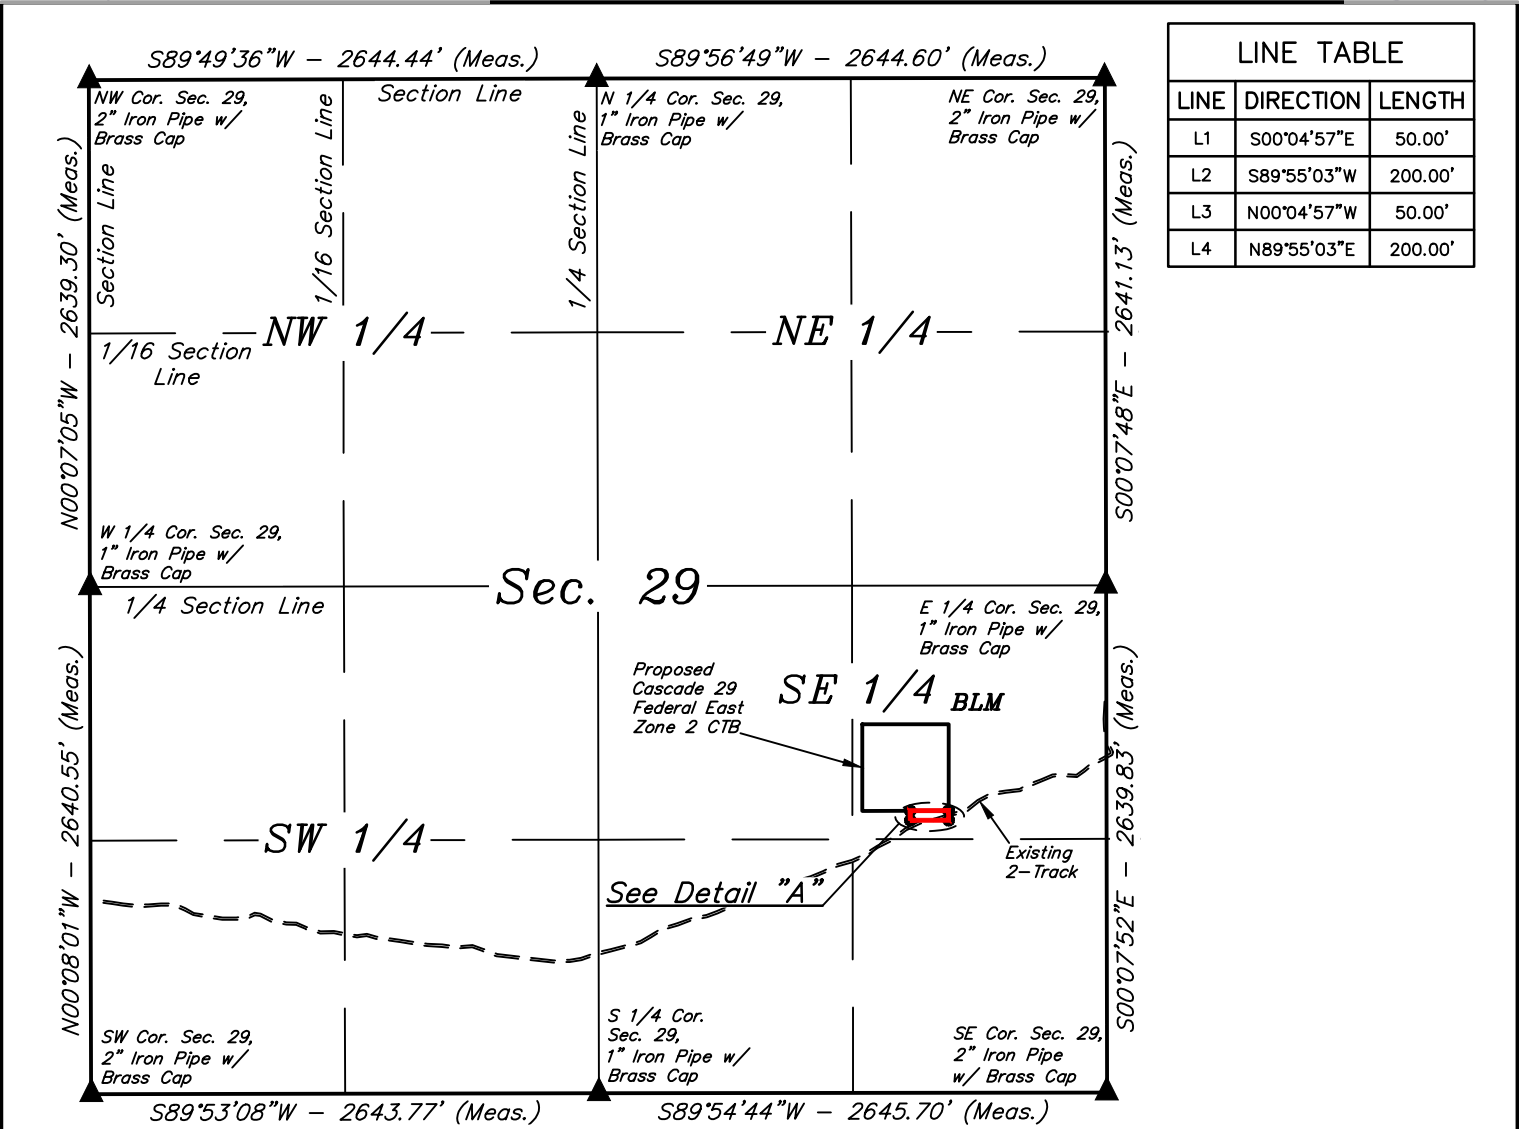 S89°49'36"W - 2644.44' (Meas.)
S89°56'49"W - 2644.60' (Meas.)
LINE TABLE
LINE DIRECTION LENGTH
L1 S00°04'57"E 50.00'
L2 S89°55'03"W 200.00'
L3 N00°04'57"W 50.00'
L4 N89°55'03"E 200.00'
NW Cor. Sec. 29,
2" Iron Pipe w/
Brass Cap
Section Line
N 1/4 Cor. Sec. 29,
1" Iron Pipe w/
Brass Cap
NE Cor. Sec. 29,
2" Iron Pipe w/
Brass Cap
N00°07'05"W - 2639.30' (Meas.)
Section Line
1/16 Section Line
1/4 Section Line
S00°07'48"E - 2641.13' (Meas.)
NW 1/4
NE 1/4
1/16 Section
Line
W 1/4 Cor. Sec. 29,
1" Iron Pipe w/
Brass Cap
Sec. 29
1/4 Section Line
E 1/4 Cor. Sec. 29,
1" Iron Pipe w/
Brass Cap
Proposed
Cascade 29
Federal East
Zone 2 CTB
SE 1/4
BLM
N00°08'01"W - 2640.55' (Meas.)
S00°07'52"E - 2639.83' (Meas.)
SW 1/4
Existing
2-Track
See Detail "A"
SW Cor. Sec. 29,
2" Iron Pipe w/
Brass Cap
S 1/4 Cor.
Sec. 29,
1" Iron Pipe w/
Brass Cap
SE Cor. Sec. 29,
2" Iron Pipe
w/ Brass Cap
S89°53'08"W - 2643.77' (Meas.)
S89°54'44"W - 2645.70' (Meas.)